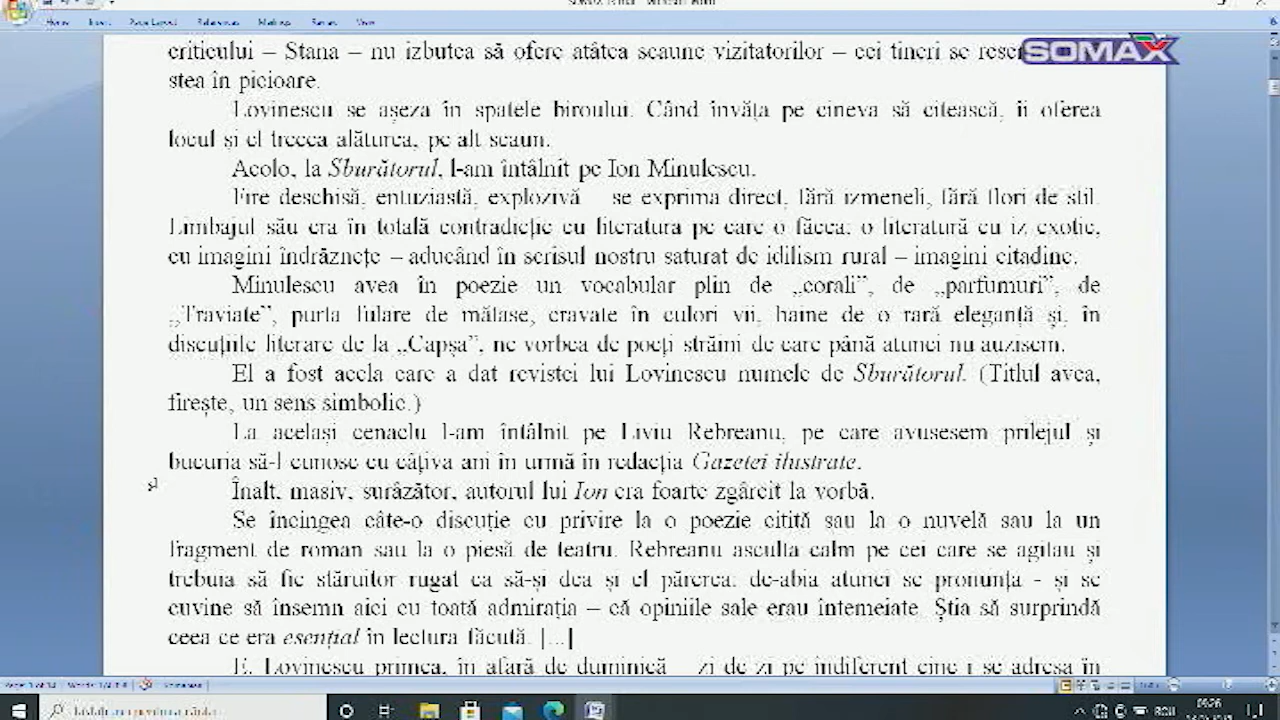 Home Insert Page Layout References Mailings Review View
SOMAX
criticului – Stana – nu izbutea să ofere atâtea scaune vizitatorilor – cei tineri se
stea în picioare.
Lovinescu se așeza în spatele biroului. Când învăța pe cineva să citească, îi oferea
locul și el trecea alăturea, pe alt scaun.
Acolo, la Sburătorul, l-am întâlnit pe Ion Minulescu.
Fire deschisă, entuziastă, explozivă – se exprima direct, fără izmeneli, fără flori de stil.
Limbajul său era în totală contradicție cu literatura pe care o făcea: o literatură cu iz exotic,
cu imagini îndrăznețe – aducând în scrisul nostru saturat de idilism rural – imagini citadine.
Minulescu avea în poezie un vocabular plin de „corali”, de „parfumuri”, de
„Traviate”, purta fulare de mătase, cravate în culori vii, haine de o rară eleganță și, în
discuțiile literare de la „Capșa”, ne vorbea de poeți străini de care până atunci nu auzisem.
El a fost acela care a dat revistei lui Lovinescu numele de Sburătorul. (Titlul avea,
firește, un sens simbolic.)
La același cenaclu l-am întâlnit pe Liviu Rebreanu, pe care avusesem prilejul și
bucuria să-l cunosc cu câțiva ani în urmă în redacția Gazetei ilustrate.
Înalt, masiv, surâzător, autorul lui Ion era foarte zgârcit la vorbă.
Se încingea câte-o discuție cu privire la o poezie citită sau la o nuvelă sau la un
fragment de roman sau la o piesă de teatru. Rebreanu asculta calm pe cei care se agitau și
trebuia să fie stăruitor rugat ca să-și dea și el părerea: de-abia atunci se pronunța - și se
cuvine să însemn aici cu toată admirația – că opiniile sale erau întemeiate. Știa să surprindă
ceea ce era esențial în lectura făcută. [...]
E. Lovinescu primea, în afară de duminică – zi de zi pe indiferent cine i se adresa în
09:26